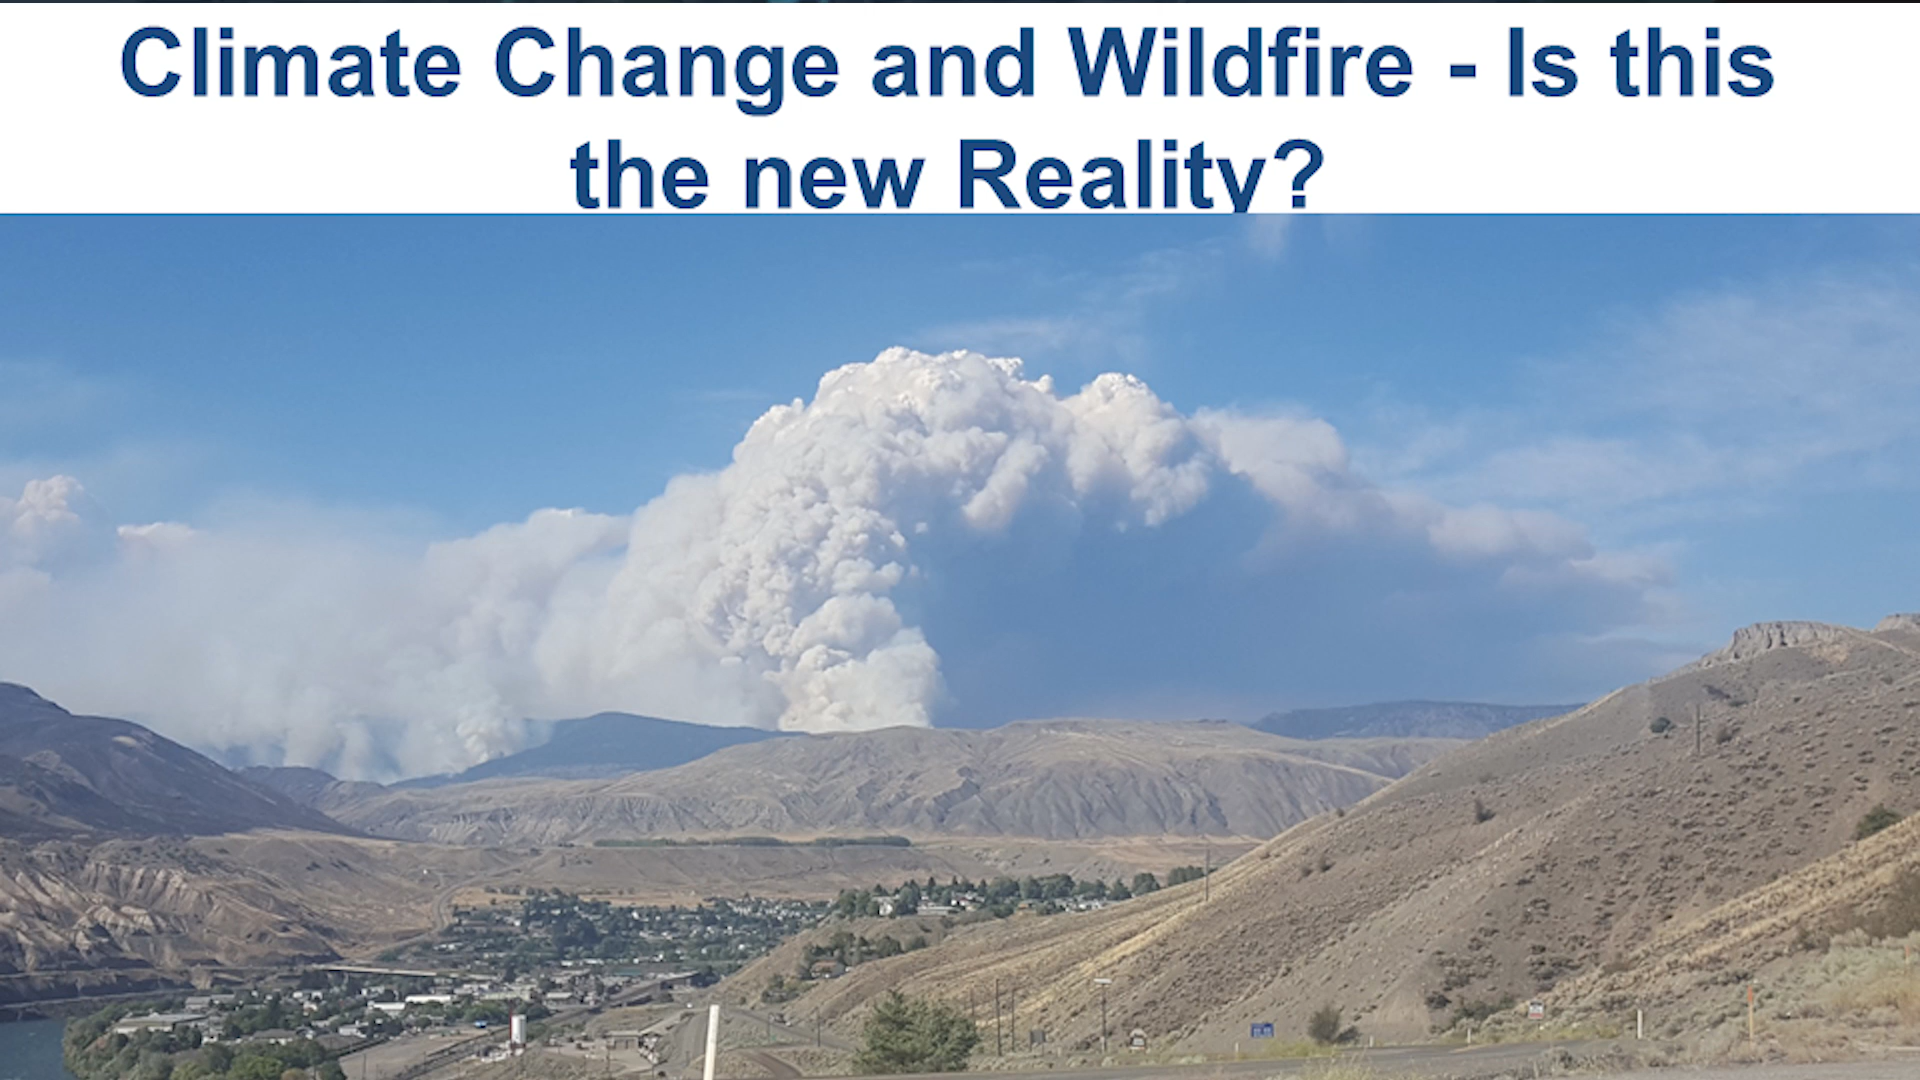 Climate Change and Wildfire - Is this
the new Reality?